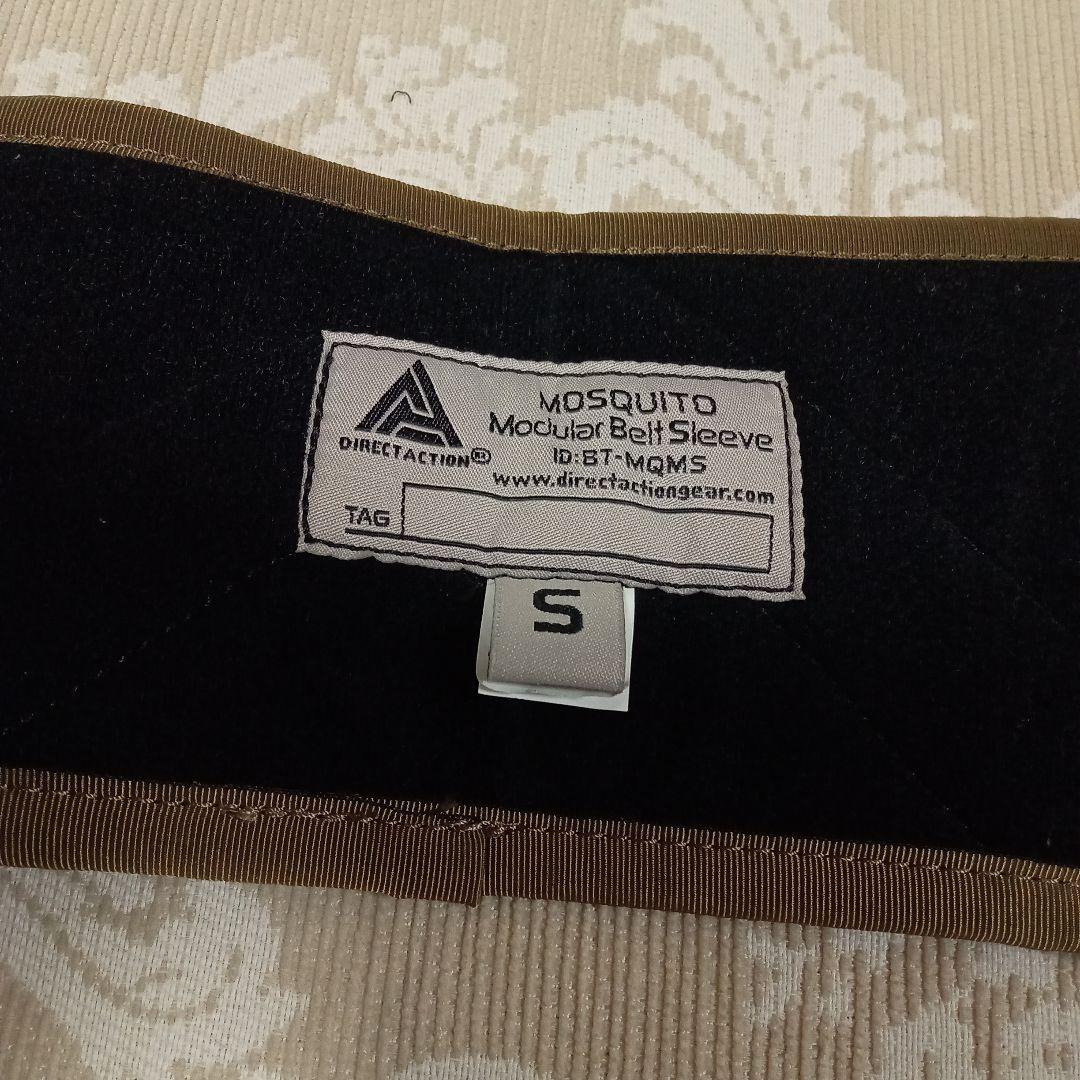 DIRECTACTION®
MOSQUITO
Modular Belt Sleeve
ID:BT-MQMS
www.directactiongear.com
TAG
S